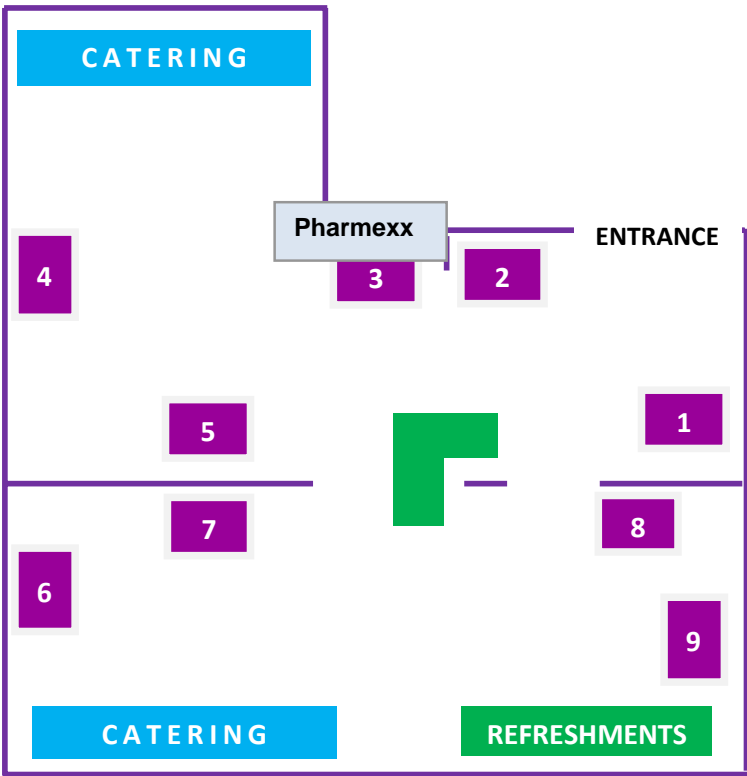 CATERING
Pharmexx
ENTRANCE
4
3
2
1
5
7
8
6
9
CATERING
REFRESHMENTS